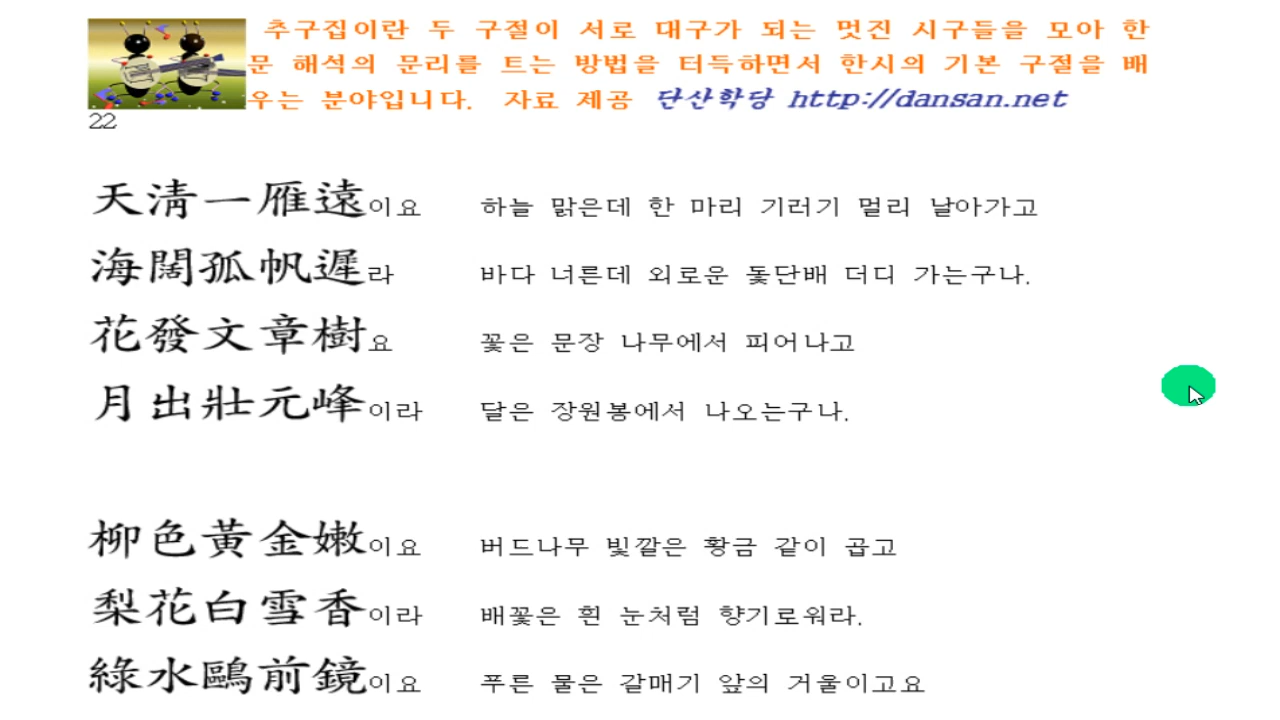 추구집이란 두 구절이 서로 대구가 되는 멋진 시구들을 모아 한
문 해석의 문리를 트는 방법을 터득하면서 한시의 기본 구절을 배
우는 분야입니다. 자료 제공 단산학당 http://dansan.net
22
天淸一雁遠이요 하늘 맑은데 한 마리 기러기 멀리 날아가고
海闊孤帆遲라 바다 너른데 외로운 돛단배 더디 가는구나.
花發文章樹요 꽃은 문장 나무에서 피어나고
月出壯元峰이라 달은 장원봉에서 나오는구나.
柳色黃金嫩이요 버드나무 빛깔은 황금 같이 곱고
梨花白雪香이라 배꽃은 흰 눈처럼 향기로워라.
綠水鷗前鏡이요 푸른 물은 갈매기 앞의 거울이고요